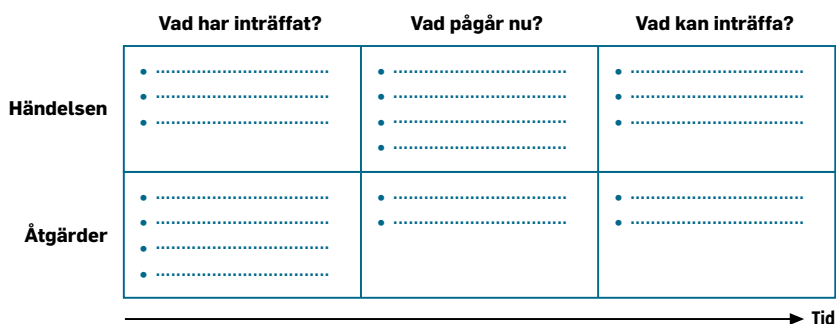 Vad har inträffat? Vad pågår nu? Vad kan inträffa?
Händelsen
Åtgärder
Tid